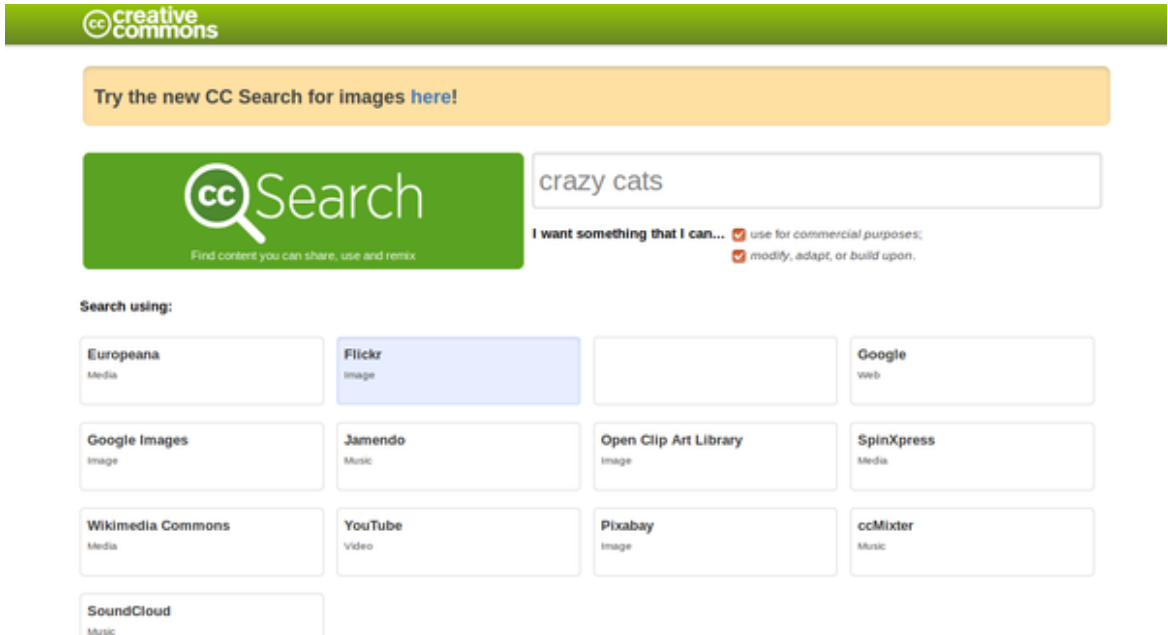 cc creative
commons
Try the new CC Search for images here!
cc Search
Find content you can share, use and remix
crazy cats
I want something that I can... use for commercial purposes;
modify, adapt, or build upon.
Search using:
Europeana
Media
Flickr
Image
Google
Web
Google Images
Image
Jamendo
Music
Open Clip Art Library
Image
SpinXpress
Media
Wikimedia Commons
Media
YouTube
Video
Pixabay
Image
ccMixter
Music
SoundCloud
Music